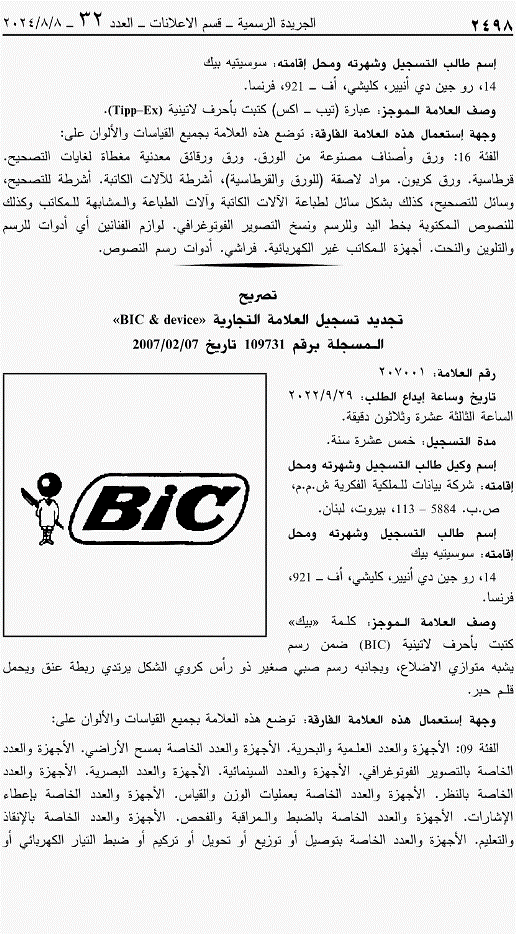 ٢٤٩٨ الجريدة الرسمية ــ قسم الاعلانات ــ العدد ٣٢ ــ ٢٠٢٤/٨/٨
إسم طالب التسجيل وشهرته ومحل إقامته: سوسيتيه بيك
14، رو جين دي أنيير، كليشي، أف ــ 921، فرنسا.
وصف العلامة الموجز: عبارة (تيب ــ اكس) كتبت بأحرف لاتينية (Tipp–Ex).
وجهة إستعمال هذه العلامة الفارقة: توضع هذه العلامة بجميع القياسات والألوان على:
الفئة 16: ورق وأصناف مصنوعة من الورق. ورق ورقائق معدنية مغطاة لغايات التصحيح.
قرطاسية. ورق كربون. مواد لاصقة (للورق والقرطاسية)، أشرطة للآلات الكاتبة. أشرطة للتصحيح،
وسائل للتصحيح، كذلك بشكل سائل لطباعة الآلات الكاتبة وآلات الطباعة والمشابهة للمكاتب وكذلك
للنصوص المكتوبة بخط اليد وللرسم ونسخ التصوير الفوتوغرافي. لوازم الفنانين أي أدوات للرسم
والتلوين والنحت. أجهزة المكاتب غير الكهربائية. فراشي. أدوات رسم النصوص.
تصريح
تجديد تسجيل العلامة التجارية «BIC & device»
المسجلة برقم 109731 تاريخ 2007/02/07
رقم العلامة: ٢٠٧٠٠١
تاريخ وساعة إيداع الطلب: ٢٠٢٢/٩/٢٩
الساعة الثالثة عشرة وثلاثون دقيقة.
مدة التسجيل: خمس عشرة سنة.
إسم وكيل طالب التسجيل وشهرته ومحل
إقامته: شركة بيانات للملكية الفكرية ش.م.م،
ص.ب. 5884 – 113، بيروت، لبنان.
إسم طالب التسجيل وشهرته ومحل
إقامته: سوسيتيه بيك
14، رو جين دي أنيير، كليشي، أف ــ 921،
فرنسا.
وصف العلامة الموجز: كلمة «بيك»
كتبت بأحرف لاتينية (BIC) ضمن رسم
BiC
يشبه متوازي الاضلاع، وبجانبه رسم صبي صغير ذو رأس كروي الشكل يرتدي ربطة عنق ويحمل
قلم حبر.
وجهة إستعمال هذه العلامة الفارقة: توضع هذه العلامة بجميع القياسات والألوان على:
الفئة 09: الأجهزة والعدد العلمية والبحرية. الأجهزة والعدد الخاصة بمسح الأراضي. الأجهزة والعدد
الخاصة بالتصوير الفوتوغرافي. الأجهزة والعدد السينمائية. الأجهزة والعدد البصرية. الأجهزة والعدد
الخاصة بالنظر. الأجهزة والعدد الخاصة بعمليات الوزن والقياس. الأجهزة والعدد الخاصة بإعطاء
الإشارات. الأجهزة والعدد الخاصة بالضبط والمراقبة والفحص. الأجهزة والعدد الخاصة بالإنقاذ
والتعليم. الأجهزة والعدد الخاصة بتوصيل أو توزيع أو تحويل أو تركيم أو ضبط التيار الكهربائي أو